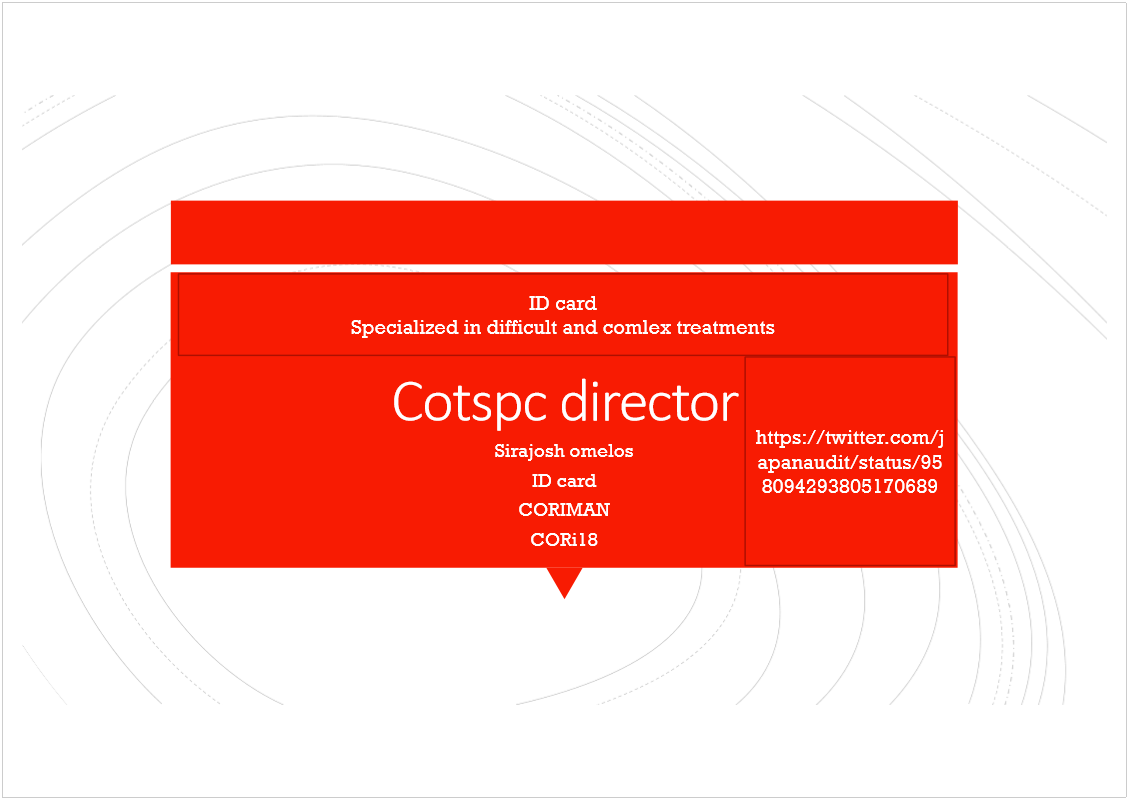 ID card
Specialized in difficult and comlex treatments
Cotspc director
Sirajosh omelos
ID card
CORIMAN
CORi18
https://twitter.com/j
apanaudit/status/95
8094293805170689